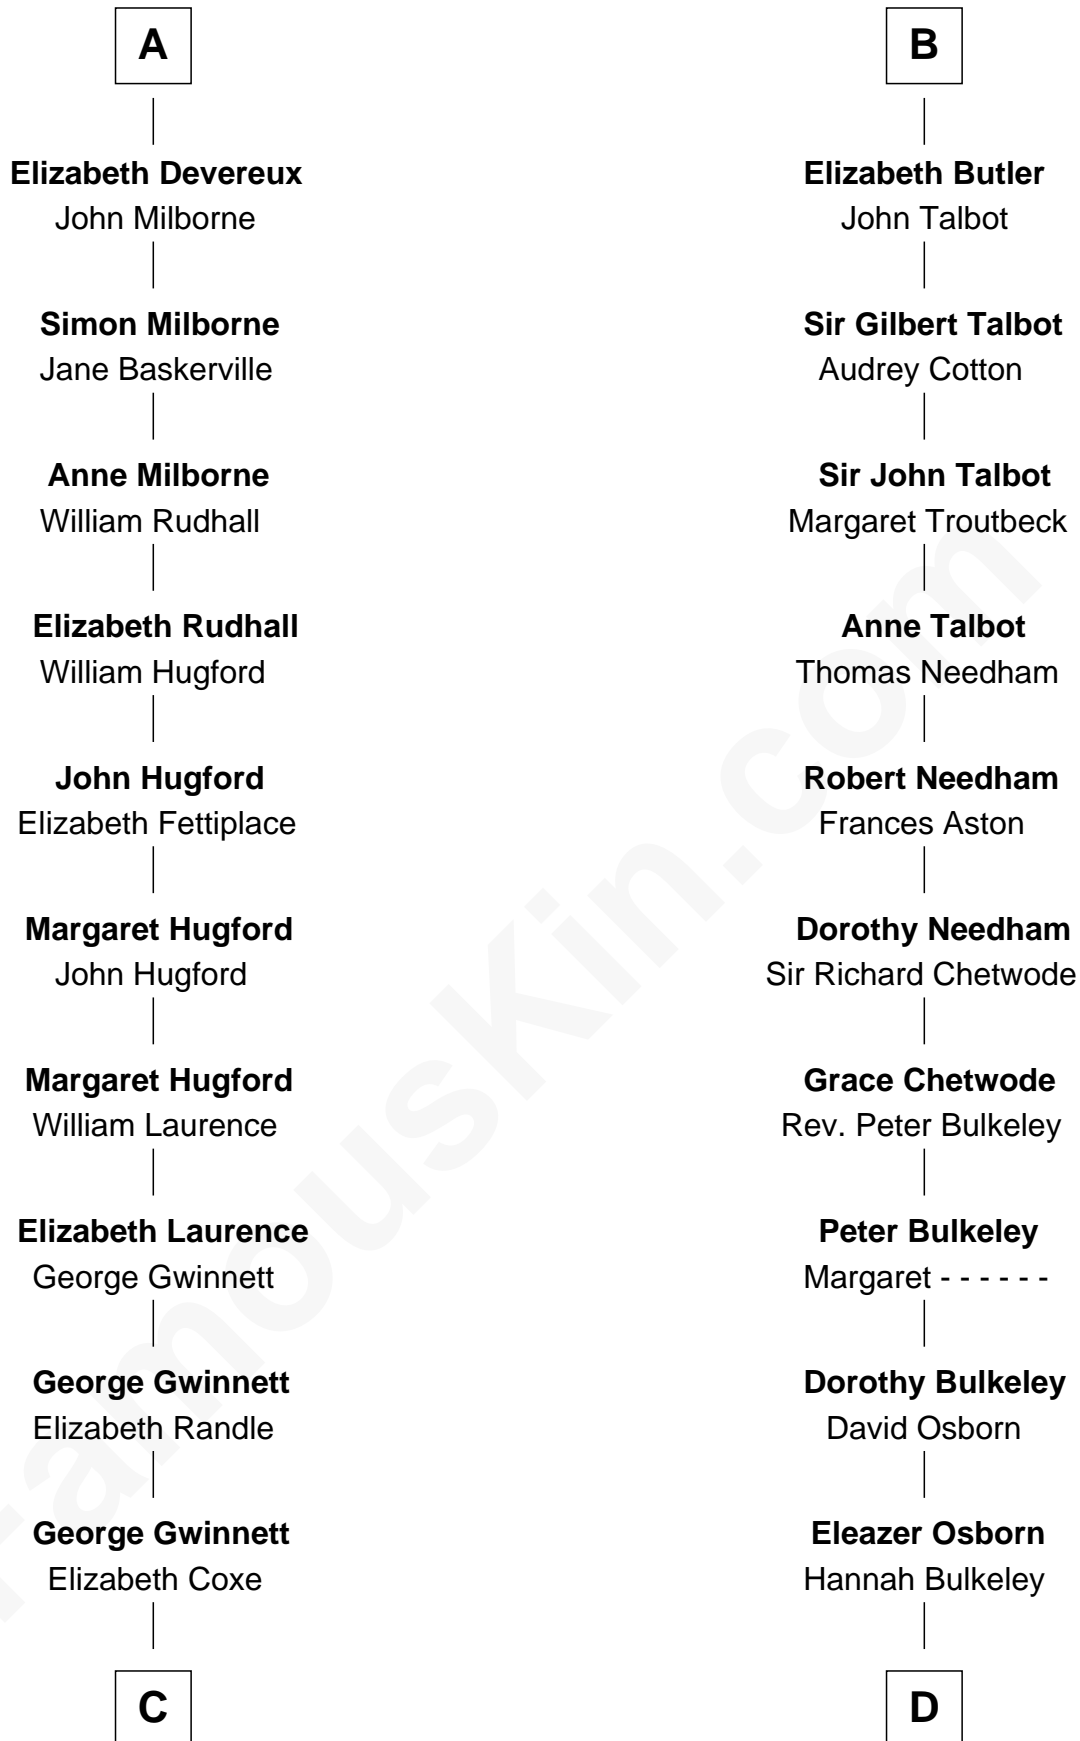 A
Elizabeth Devereux
John Milborne
Simon Milborne
Jane Baskerville
Anne Milborne
William Rudhall
Elizabeth Rudhall
William Hugford
John Hugford
Elizabeth Fettiplace
Margaret Hugford
John Hugford
Margaret Hugford
William Laurence
Elizabeth Laurence
George Gwinnett
George Gwinnett
Elizabeth Randle
George Gwinnett
Elizabeth Coxe
C
B
Elizabeth Butler
John Talbot
Sir Gilbert Talbot
Audrey Cotton
Sir John Talbot
Margaret Troutbeck
Anne Talbot
Thomas Needham
Robert Needham
Frances Aston
Dorothy Needham
Sir Richard Chetwode
Grace Chetwode
Rev. Peter Bulkeley
Peter Bulkeley
Margaret - - - - - -
Dorothy Bulkeley
David Osborn
Eleazer Osborn
Hannah Bulkeley
D
FamousKin.com